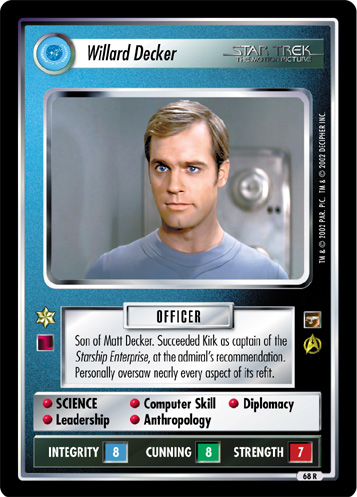 Willard Decker
STAR TREK
THE MOTION PICTURE
TM & © 2002 PAR. PIC. TM & © 2002 DECIPHER INC.
OFFICER
Son of Matt Decker. Succeeded Kirk as captain of the
Starship Enterprise, at the admiral's recommendation.
Personally oversaw nearly every aspect of its refit.
SCIENCE Computer Skill Diplomacy
Leadership Anthropology
INTEGRITY 8 CUNNING 8 STRENGTH 7
68 R